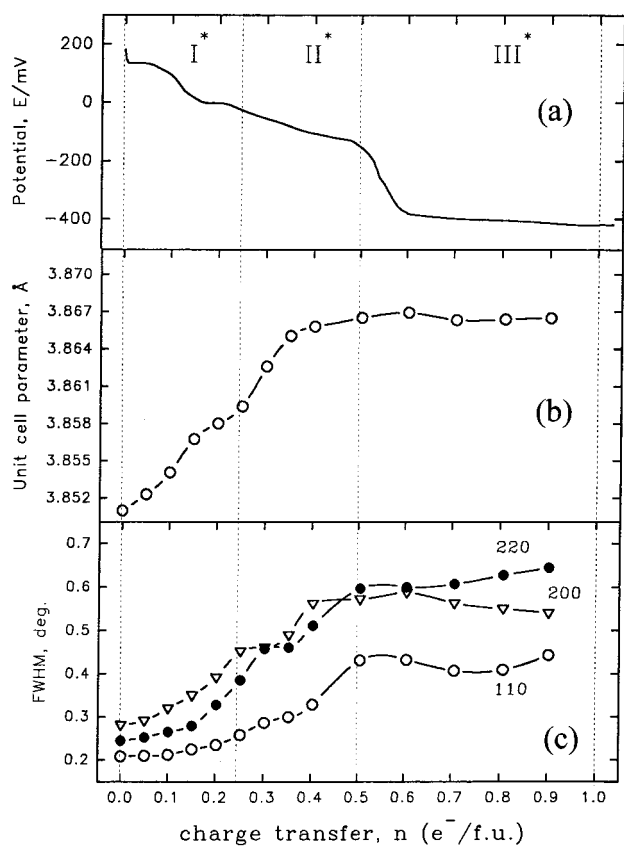 200
0
−200
−400
Potential, E/mV
I*
II*
III*
(a)
3.870
3.867
3.864
3.861
3.858
3.855
3.852
Unit cell parameter, Å
(b)
0.7
0.6
0.5
0.4
0.3
0.2
FWHM, deg.
220
200
110
(c)
0.0 0.1 0.2 0.3 0.4 0.5 0.6 0.7 0.8 0.9 1.0
charge transfer, n (e⁻/f.u.)